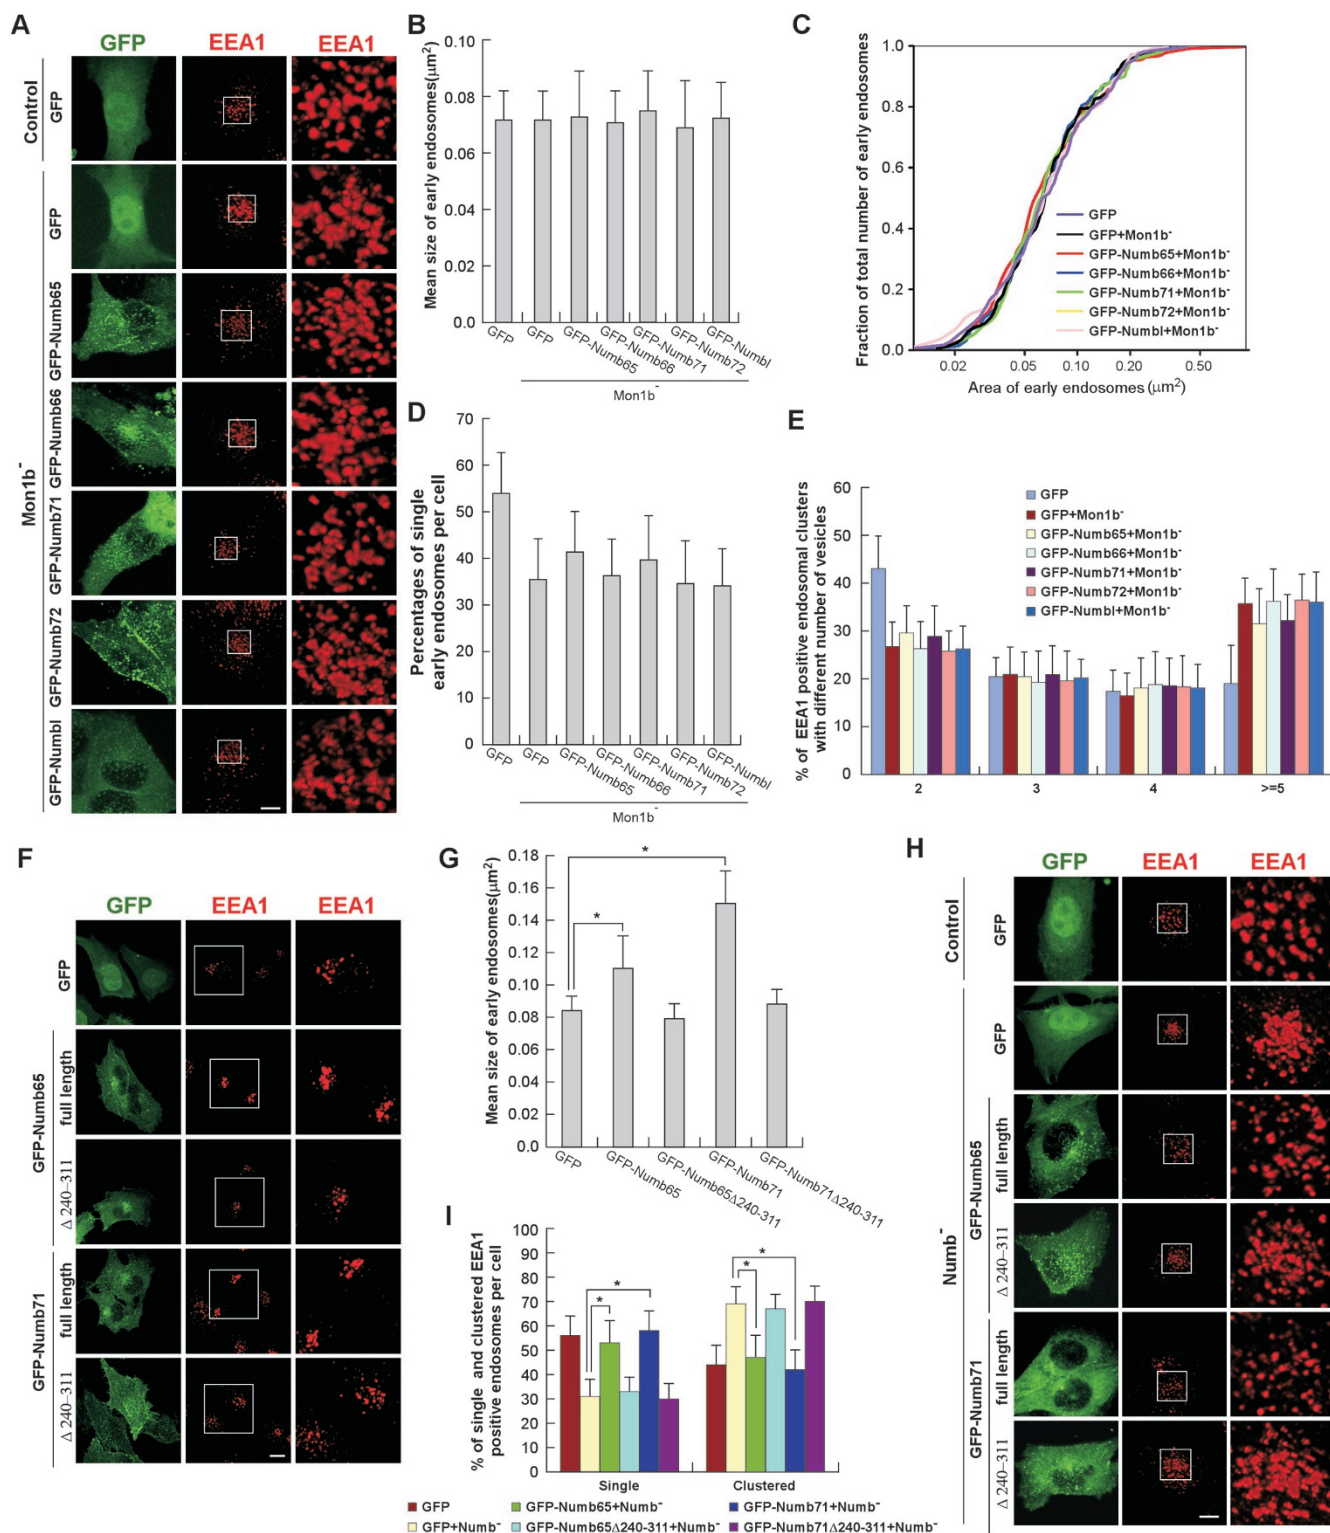 A
GFP
EEA1
EEA1
Control
GFP
Mon1b⁻
GFP
GFP-Numb65
GFP-Numb66
GFP-Numb71
GFP-Numb72
GFP-Numbl
B
Mean size of early endosomes(μm²)
0.10
0.08
0.06
0.04
0.02
0.0
GFP
GFP
GFP-Numb65
GFP-Numb66
GFP-Numb71
GFP-Numb72
GFP-Numbl
Mon1b⁻
C
Fraction of total number of early endosomes
1.0
0.8
0.6
0.4
0.2
0.0
GFP
GFP+Mon1b⁻
GFP-Numb65+Mon1b⁻
GFP-Numb66+Mon1b⁻
GFP-Numb71+Mon1b⁻
GFP-Numb72+Mon1b⁻
GFP-Numbl+Mon1b⁻
0.02 0.05 0.10 0.20 0.50
Area of early endosomes (μm²)
D
Percentages of single
early endosomes per cell
70
60
50
40
30
20
10
0
GFP
GFP
GFP-Numb65
GFP-Numb66
GFP-Numb71
GFP-Numb72
GFP-Numbl
Mon1b⁻
E
% of EEA1 positive endosomal clusters
with different number of vesicles
60
50
40
30
20
10
0
GFP
GFP+Mon1b⁻
GFP-Numb65+Mon1b⁻
GFP-Numb66+Mon1b⁻
GFP-Numb71+Mon1b⁻
GFP-Numb72+Mon1b⁻
GFP-Numbl+Mon1b⁻
2 3 4 >=5
F
GFP
EEA1
EEA1
GFP
GFP-Numb65
full length
Δ 240–311
GFP-Numb71
full length
Δ 240–311
G
Mean size of early endosomes(μm²)
0.18
0.16
0.14
0.12
0.10
0.08
0.06
0.04
0.02
0.0
*
*
GFP
GFP-Numb65
GFP-Numb65Δ240-311
GFP-Numb71
GFP-Numb71Δ240-311
H
GFP
EEA1
EEA1
Control
GFP
Numb⁻
GFP
GFP-Numb65
full length
Δ 240–311
GFP-Numb71
full length
Δ 240–311
I
% of single and clustered EEA1
positive endosomes per cell
100
90
80
70
60
50
40
30
20
10
0
*
*
*
*
Single Clustered
GFP
GFP-Numb65+Numb⁻
GFP-Numb71+Numb⁻
GFP+Numb⁻
GFP-Numb65Δ240-311+Numb⁻
GFP-Numb71Δ240-311+Numb⁻